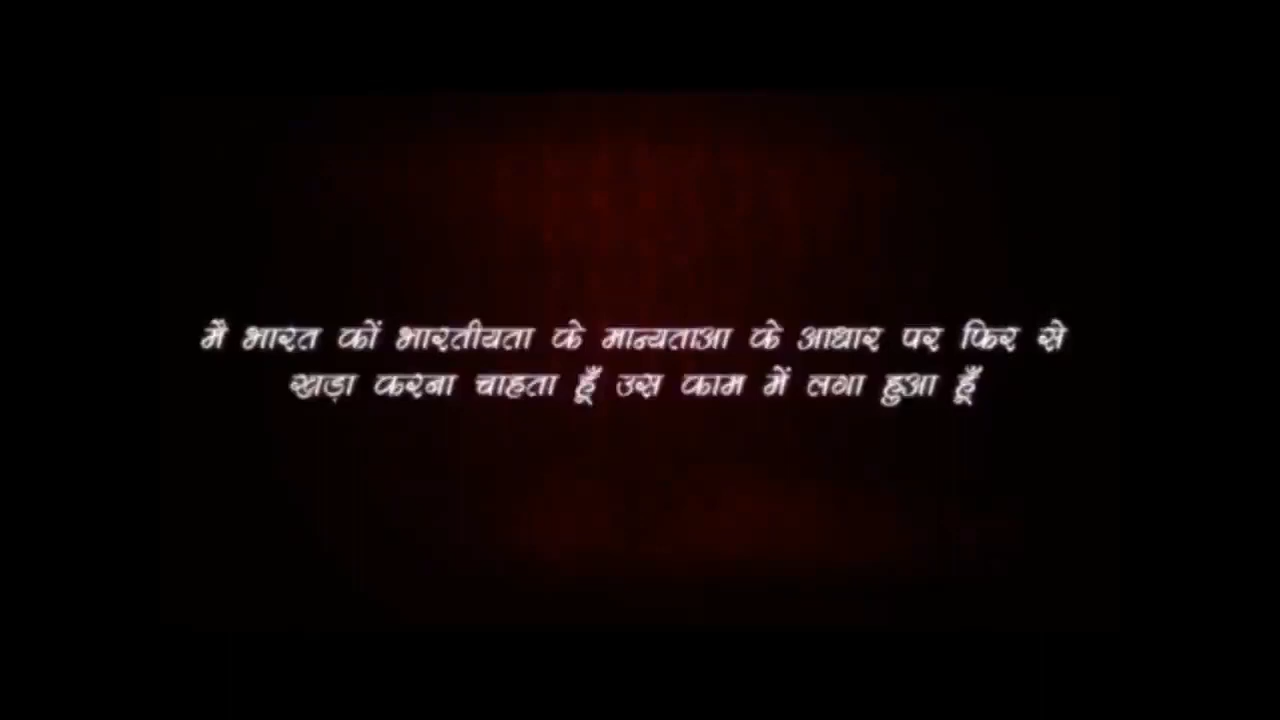 मै भारत कों भारतीयता के मान्यताआ के आधार पर फिर से
खड़ा करना चाहता हूँ उस काम में लगा हुआ हूँ